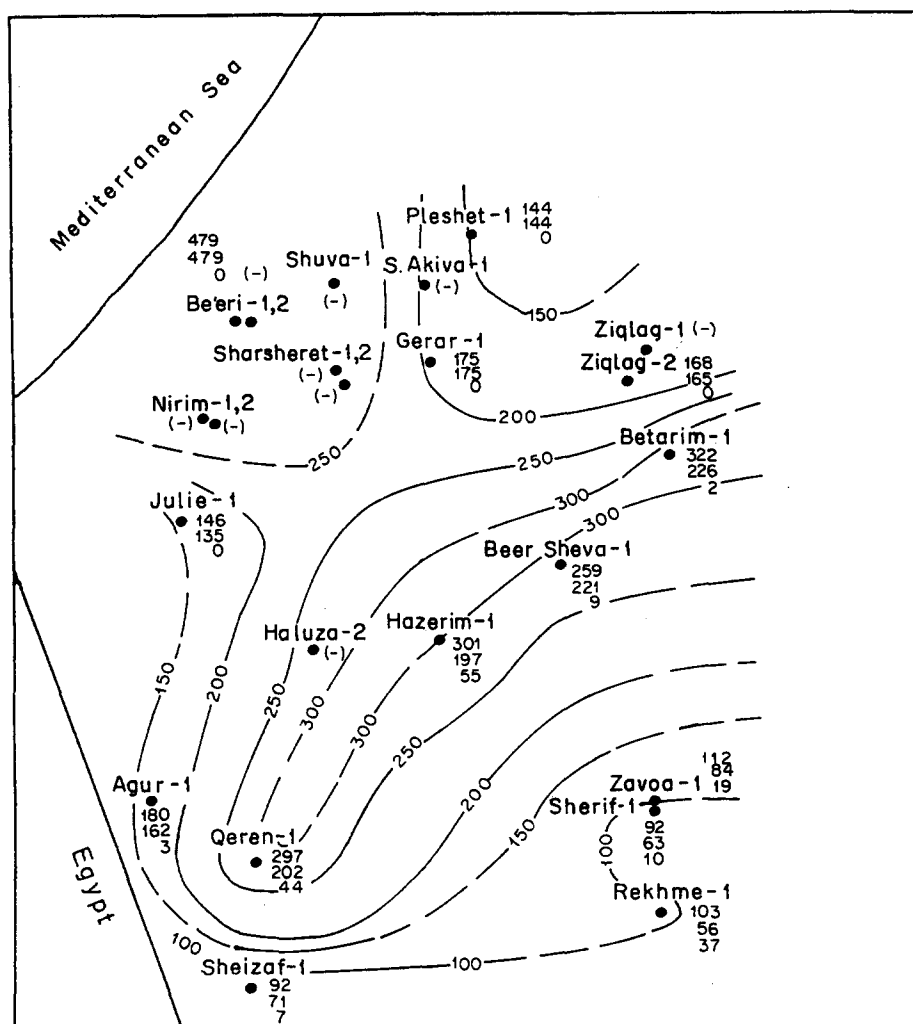 Mediterranean Sea
Pleshet-1 144
144
0
479
479
0 (-)
Shuva-1
(-)
S. Akiva-1
(-)
Be'eri-1,2
150
Ziqlag-1 (-)
Gerar-1
175
175
0
Ziqlag-2 168
165
0
Sharsheret-1,2
(-)
(-)
Nirim-1,2
(-) (-)
200
250
Betarim-1
322
226
2
250
300
300
Julie-1
146
135
0
Beer Sheva-1
259
221
9
Haluza-2
(-)
Hazerim-1
301
197
55
150
200
250
300
300
250
200
150
Agur-1
180
162
3
Zavoa-1
112
84
19
Sherif-1
92
63
10
100
Qeren-1
297
202
44
Egypt
Rekhme-1
103
56
37
100
100
Sheizaf-1
92
71
7